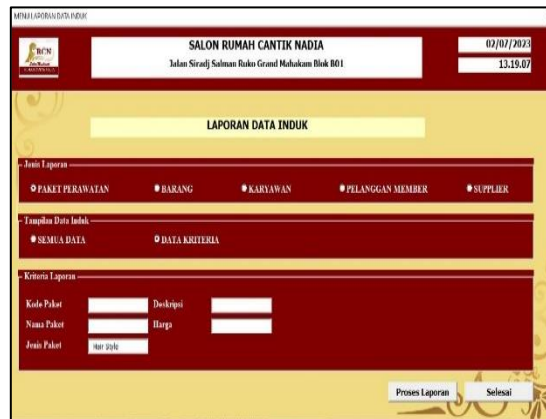 MENU LAPORAN DATA INDUK
RCN
SALON RUMAH CANTIK NADIA
Jalan Siradj Salman Ruko Grand Mahakam Blok B01
02/07/2023
13.19.07
LAPORAN DATA INDUK
Jenis Laporan
PAKET PERAWATAN BARANG KARYAWAN PELANGGAN MEMBER SUPPLIER
Tampilan Data Induk
SEMUA DATA DATA KRITERIA
Kriteria Laporan
Kode Paket Deskripsi
Nama Paket Harga
Jenis Paket Hair Style
Proses Laporan Selesai